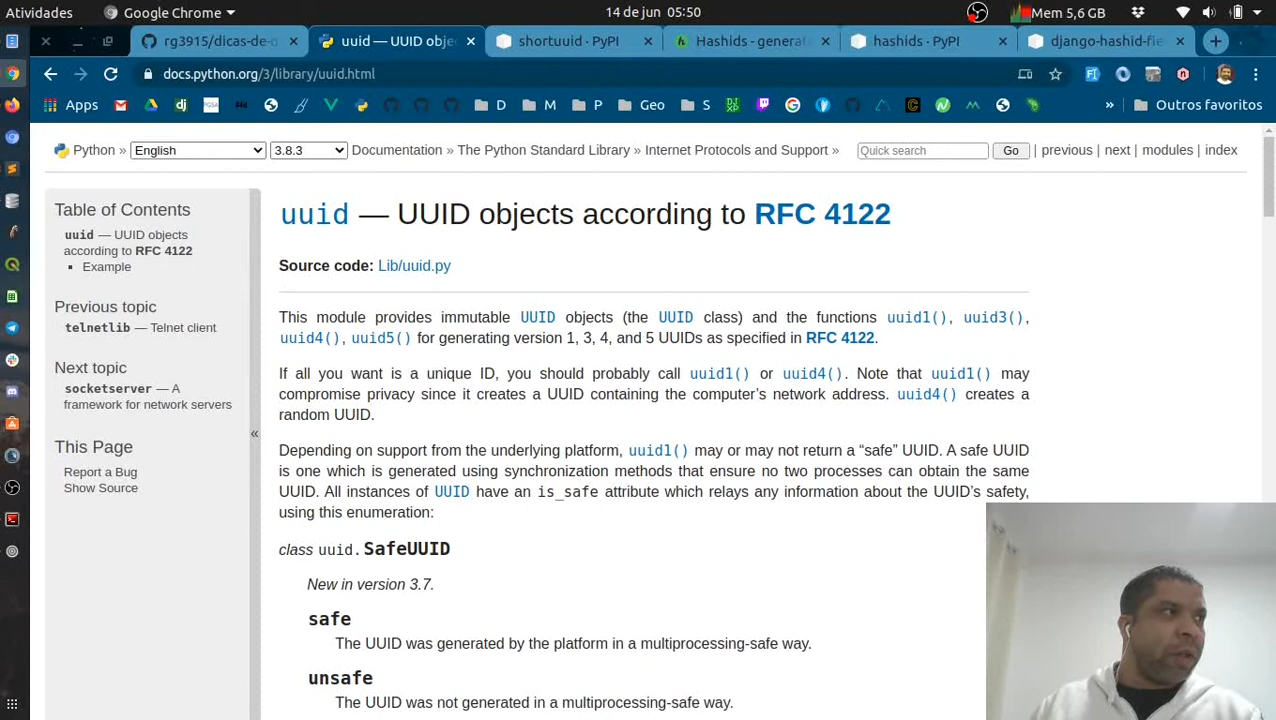 Atividades Google Chrome 14 de jun 05:50 Mem 5,6 GB
rg3915/dicas-de-d uuid — UUID obje shortuuid · PyPI Hashids - generat hashids · PyPI django-hashid-fie
docs.python.org/3/library/uuid.html
Apps dj PGSA D M P Geo S » Outros favoritos
Python » English 3.8.3 Documentation » The Python Standard Library » Internet Protocols and Support » Quick search Go | previous | next | modules | index
Table of Contents
uuid — UUID objects
according to RFC 4122
Example
Previous topic
telnetlib — Telnet client
Next topic
socketserver — A
framework for network servers
This Page
Report a Bug
Show Source
«
uuid — UUID objects according to RFC 4122
Source code: Lib/uuid.py
This module provides immutable UUID objects (the UUID class) and the functions uuid1(), uuid3(),
uuid4(), uuid5() for generating version 1, 3, 4, and 5 UUIDs as specified in RFC 4122.
If all you want is a unique ID, you should probably call uuid1() or uuid4(). Note that uuid1() may
compromise privacy since it creates a UUID containing the computer’s network address. uuid4() creates a
random UUID.
Depending on support from the underlying platform, uuid1() may or may not return a “safe” UUID. A safe UUID
is one which is generated using synchronization methods that ensure no two processes can obtain the same
UUID. All instances of UUID have an is_safe attribute which relays any information about the UUID’s safety,
using this enumeration:
class uuid.SafeUUID
New in version 3.7.
safe
The UUID was generated by the platform in a multiprocessing-safe way.
unsafe
The UUID was not generated in a multiprocessing-safe way.